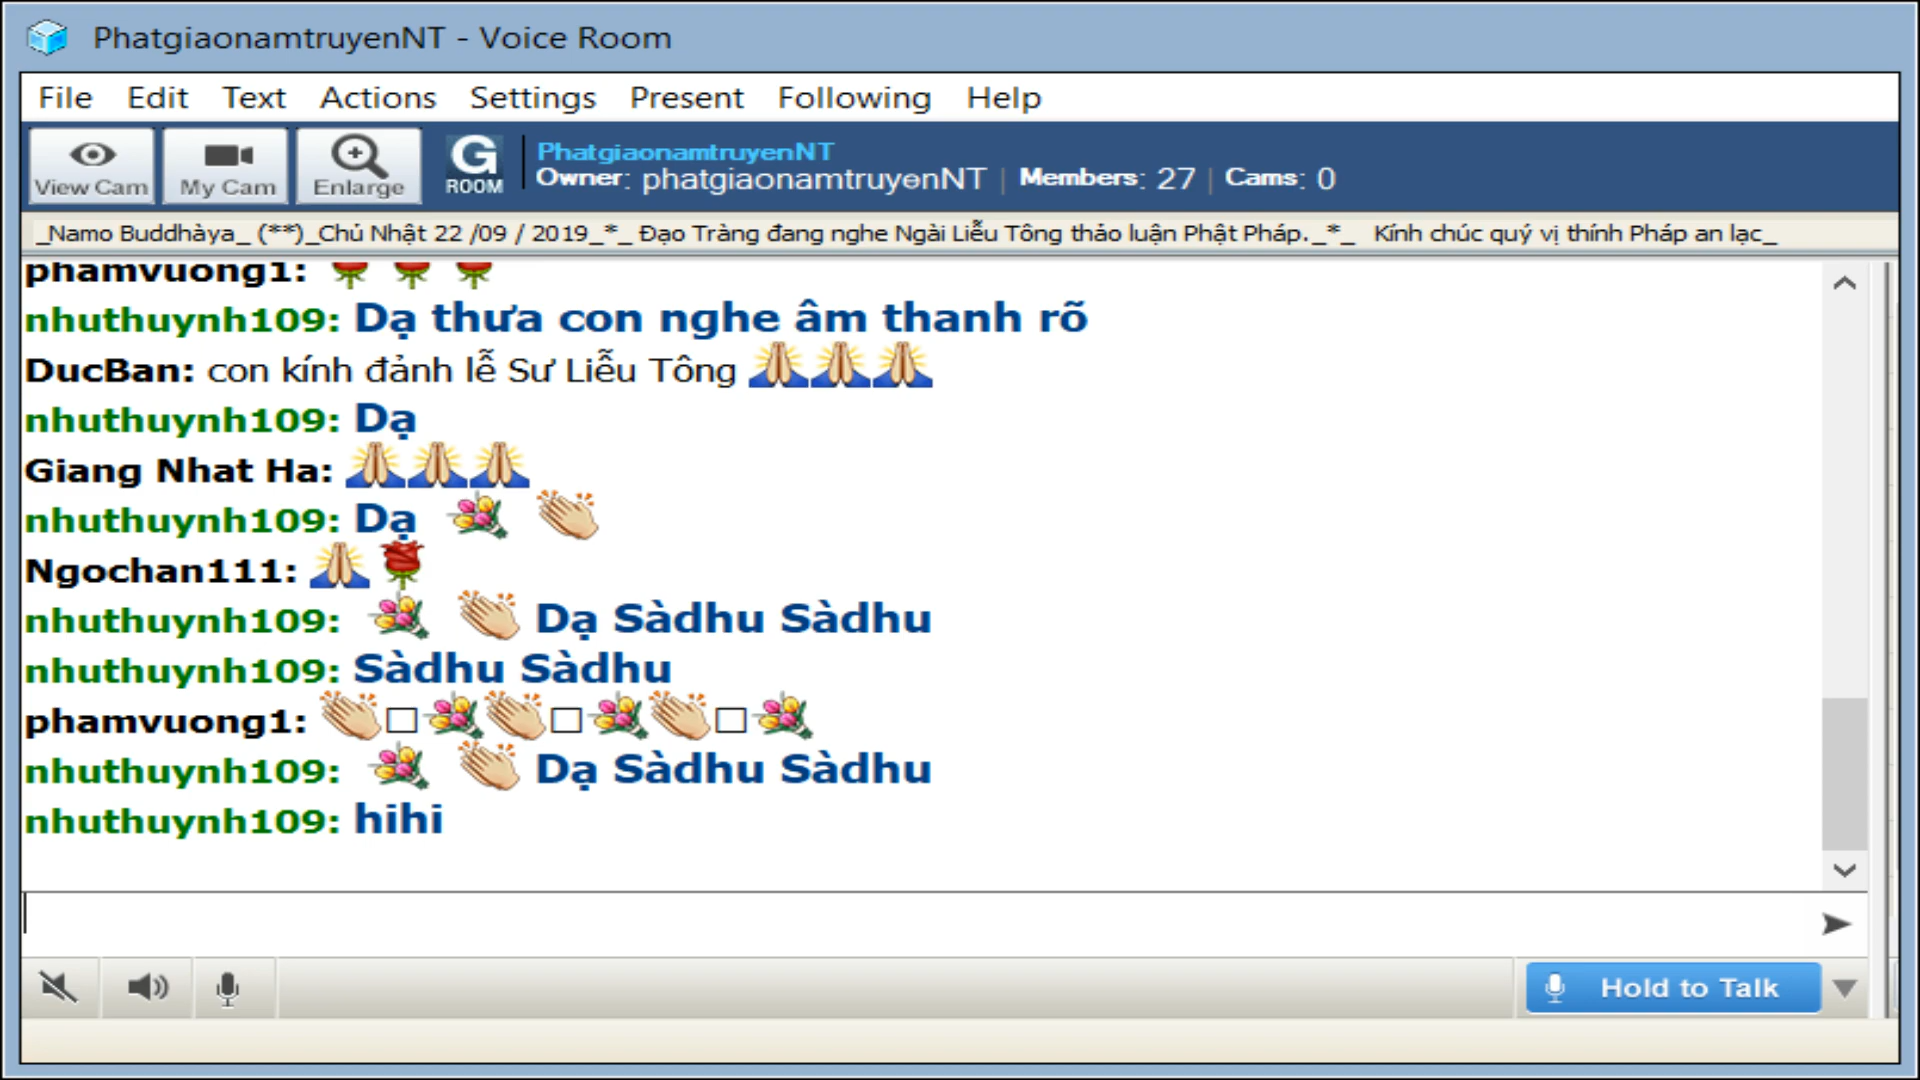 PhatgiaonamtruyenNT - Voice Room
File Edit Text Actions Settings Present Following Help
View Cam My Cam Enlarge G ROOM PhatgiaonamtruyenNT
Owner: phatgiaonamtruyenNT | Members: 27 | Cams: 0
_Namo Buddhàya_ (**)_Chủ Nhật 22 /09 / 2019_*_ Đạo Tràng đang nghe Ngài Liễu Tông thảo luận Phật Pháp._*_ Kính chúc quý vị thính Pháp an lạc_
phamvuong1: 🌹 🌹 🌹
nhuthuynh109: Dạ thưa con nghe âm thanh rõ
DucBan: con kính đảnh lễ Sư Liễu Tông 🙏🙏🙏
nhuthuynh109: Dạ
Giang Nhat Ha: 🙏🙏🙏
nhuthuynh109: Dạ 💐 👏
Ngochan111: 🙏🌹
nhuthuynh109: 💐 👏 Dạ Sàdhu Sàdhu
nhuthuynh109: Sàdhu Sàdhu
phamvuong1: 👏□💐👏□💐👏□💐
nhuthuynh109: 💐 👏 Dạ Sàdhu Sàdhu
nhuthuynh109: hihi
Hold to Talk